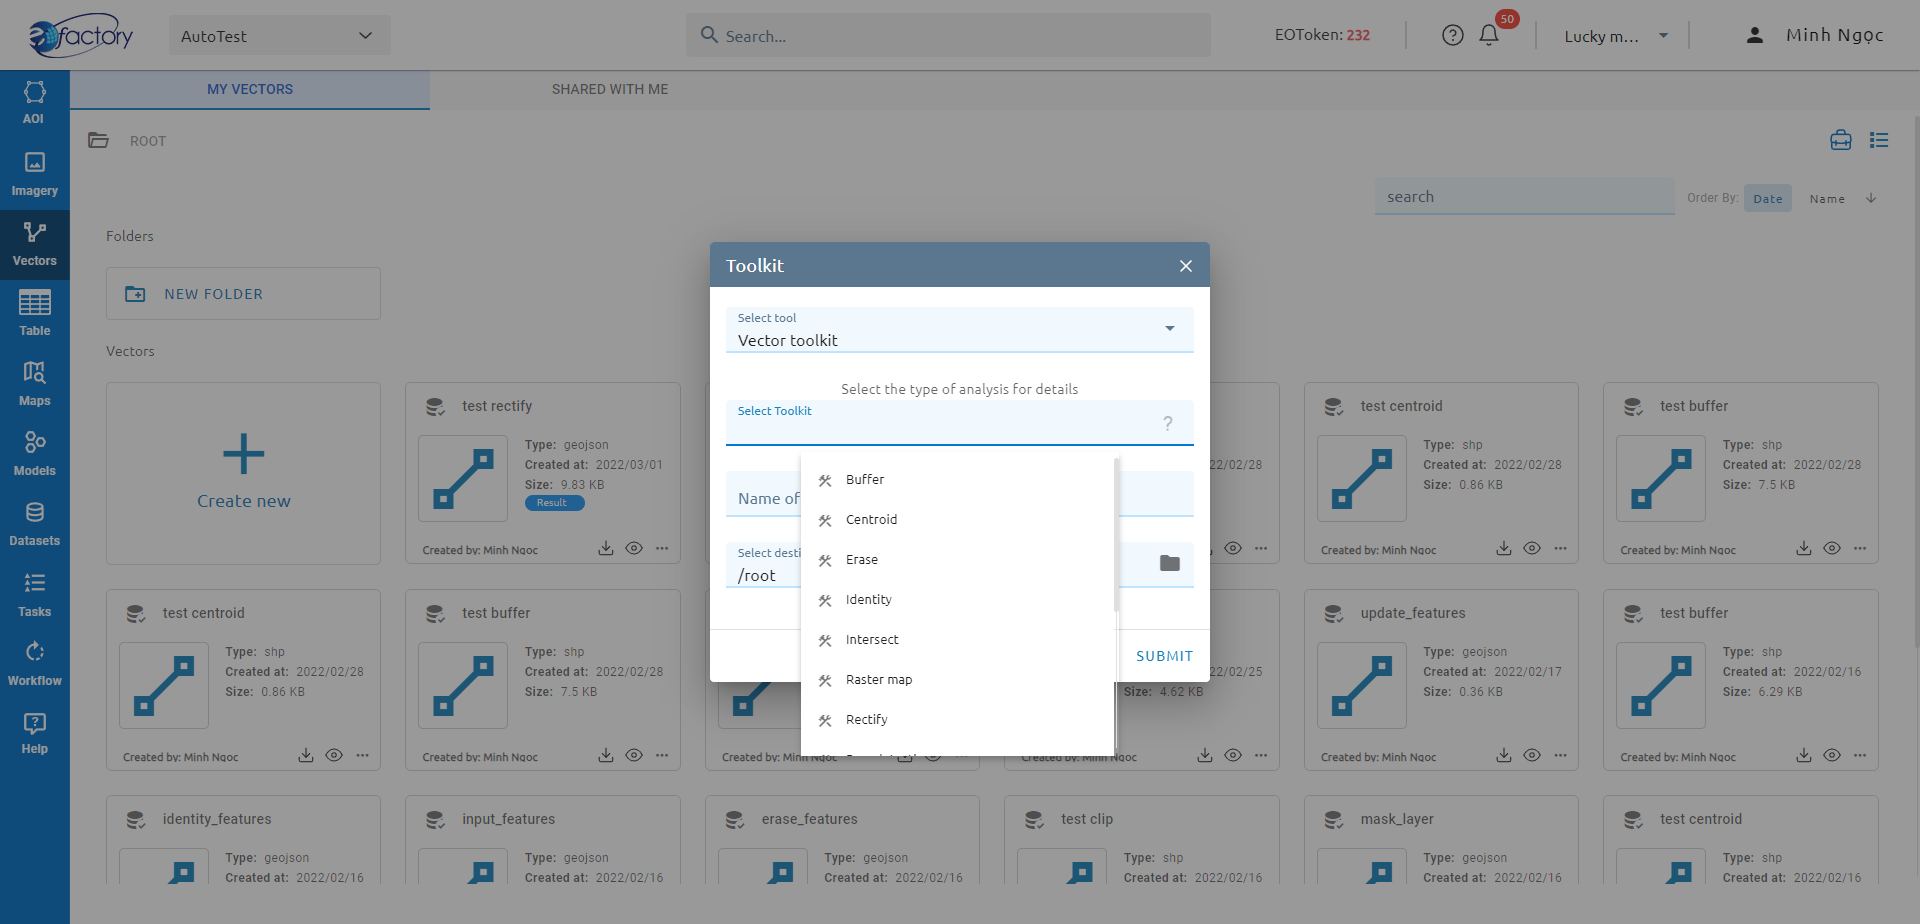 eofactory
AutoTest
Search...
EOToken: 232
50
Lucky m...
Minh Ngọc
AOI
Imagery
Vectors
Table
Maps
Models
Datasets
Tasks
Workflow
Help
MY VECTORS
SHARED WITH ME
ROOT
search
Order By:
Date
Name
Folders
NEW FOLDER
Vectors
Create new
test rectify
Type: geojson
Created at: 2022/03/01
Size: 9.83 KB
Result
Created by: Minh Ngoc
2/28
test centroid
Type: shp
Created at: 2022/02/28
Size: 0.86 KB
Created by: Minh Ngoc
test buffer
Type: shp
Created at: 2022/02/28
Size: 7.5 KB
Created by: Minh Ngoc
Toolkit
Select tool
Vector toolkit
Select the type of analysis for details
Select Toolkit
?
Name of
/root
Buffer
Centroid
Erase
Identity
Intersect
Raster map
Rectify
SUBMIT
test centroid
Type: shp
Created at: 2022/02/28
Size: 0.86 KB
Created by: Minh Ngoc
test buffer
Type: shp
Created at: 2022/02/28
Size: 7.5 KB
Created by: Minh Ngoc
Created by: Minh Ngoc
2/25
Size: 4.62 KB
Created by: Minh Ngoc
update_features
Type: geojson
Created at: 2022/02/17
Size: 0.36 KB
Created by: Minh Ngoc
test buffer
Type: shp
Created at: 2022/02/16
Size: 6.29 KB
Created by: Minh Ngoc
identity_features
Type: geojson
Created at: 2022/02/16
input_features
Type: geojson
Created at: 2022/02/16
erase_features
Type: geojson
Created at: 2022/02/16
test clip
Type: shp
Created at: 2022/02/16
mask_layer
Type: geojson
Created at: 2022/02/16
test centroid
Type: shp
Created at: 2022/02/16